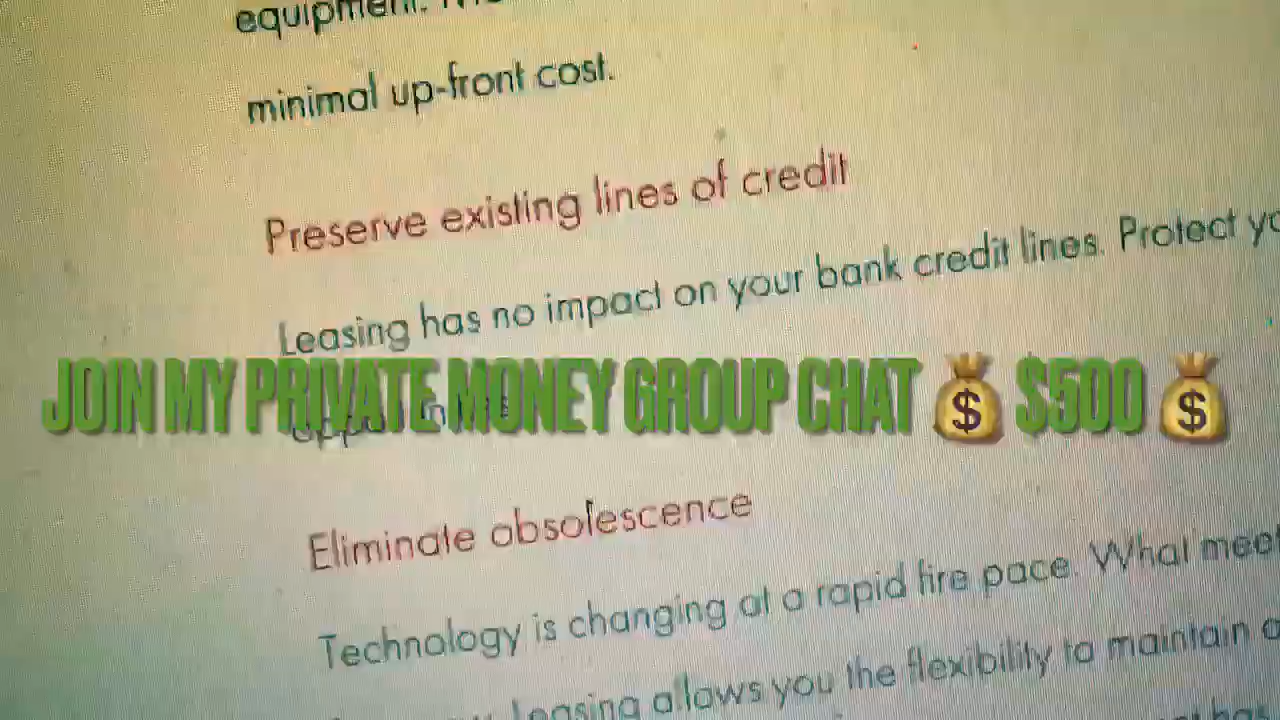 equipment.
minimal up-front cost.
Preserve existing lines of credit
Leasing has no impact on your bank credit lines. Protect
JOIN MY PRIVATE MONEY GROUP CHAT 💰 $500 💰
Eliminate obsolescence
Technology is changing at a rapid fire pace. What
Leasing allows you the flexibility to maintain